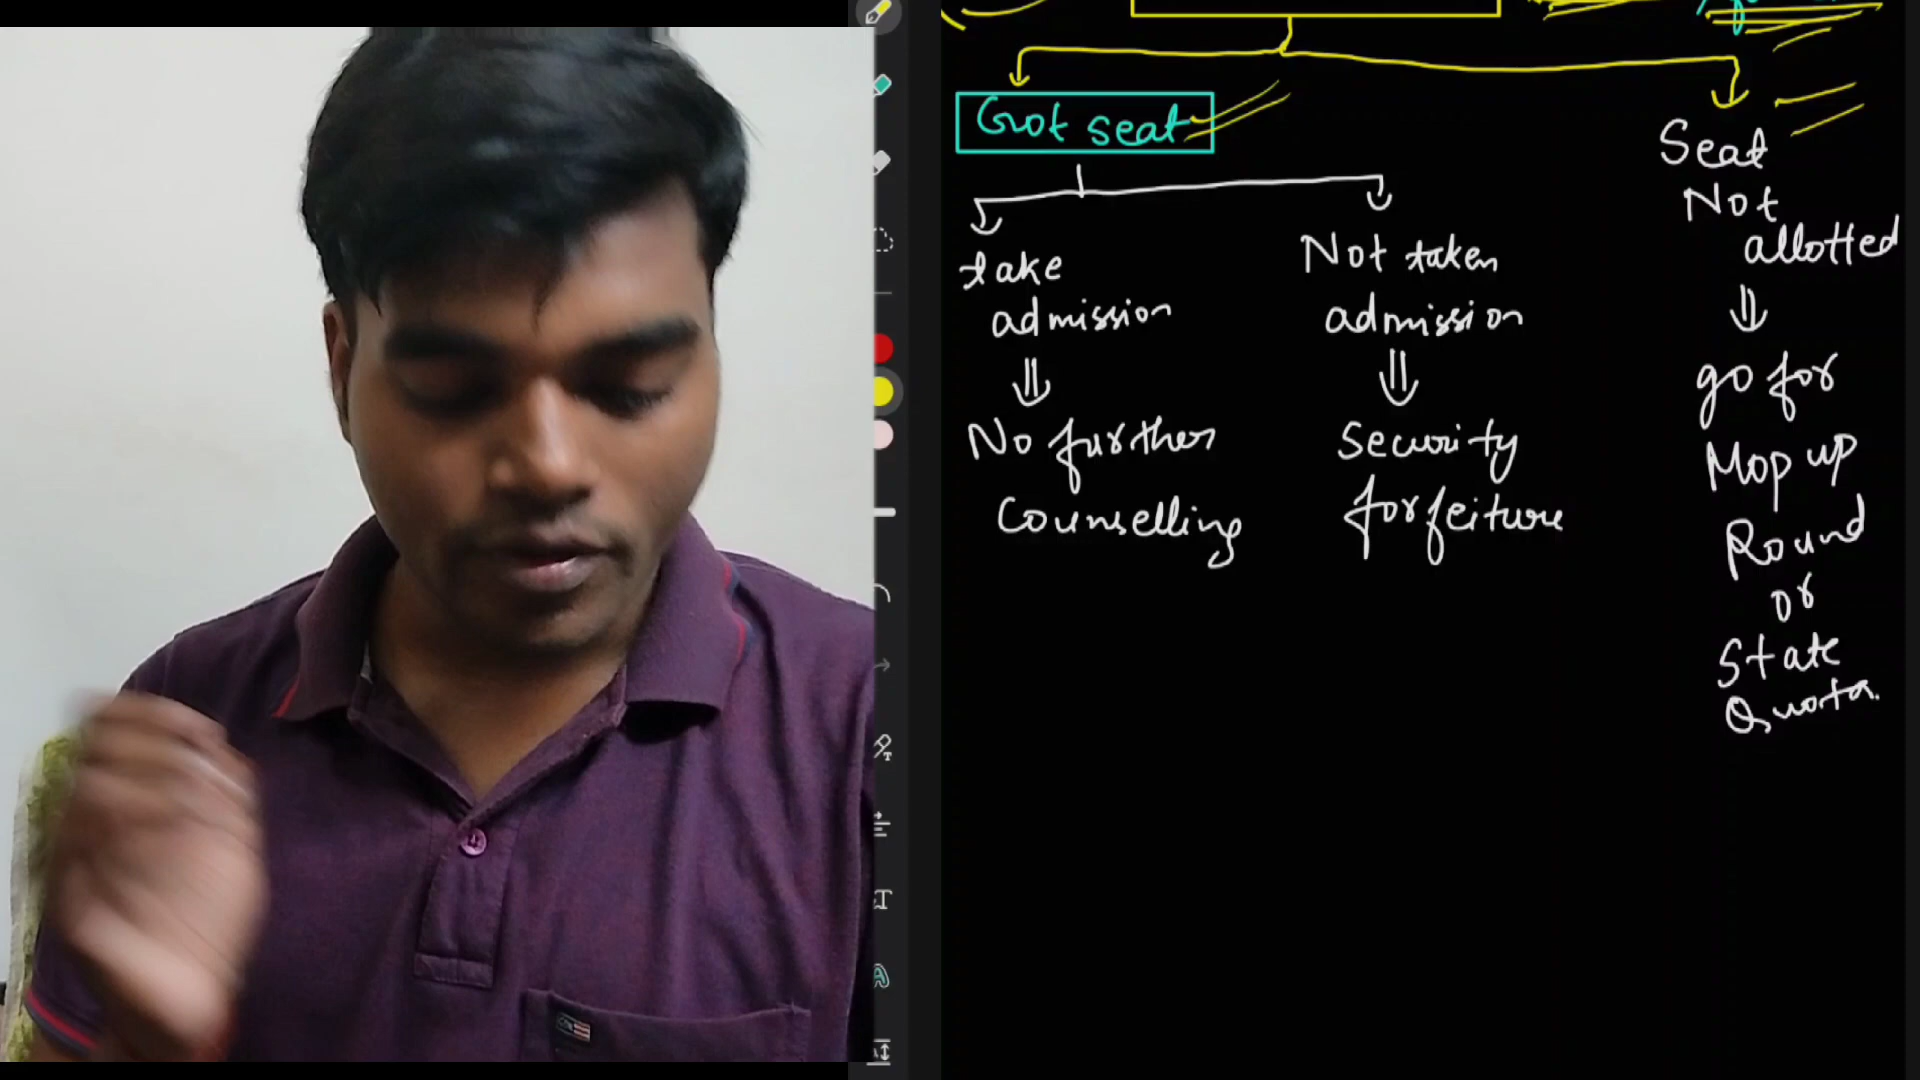 Got seat
take
admission
No further
Counselling
Not taken
admission
Security
forfeiture
Seat
Not
allotted
go for
Mop up
Round
or
State
Quota.